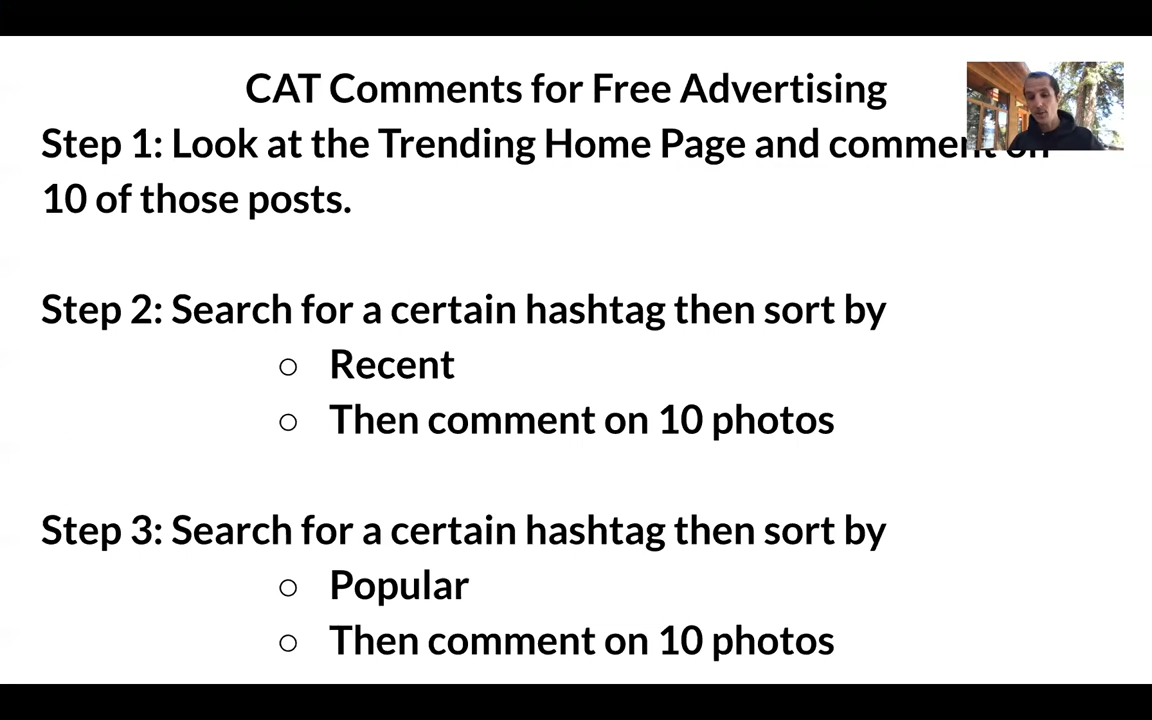 CAT Comments for Free Advertising
Step 1: Look at the Trending Home Page and comment on
10 of those posts.
Step 2: Search for a certain hashtag then sort by
○ Recent
○ Then comment on 10 photos
Step 3: Search for a certain hashtag then sort by
○ Popular
○ Then comment on 10 photos